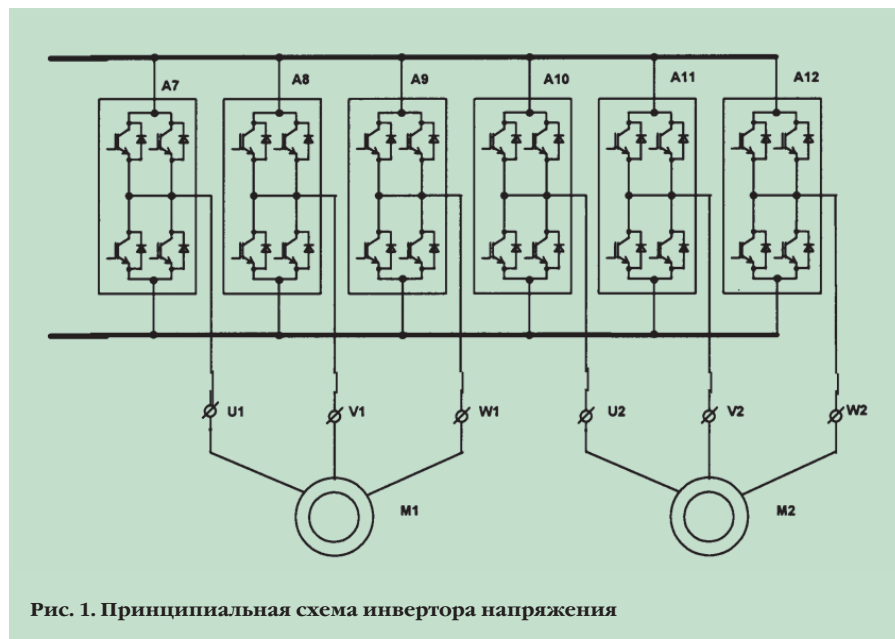 A7 A8 A9 A10 A11 A12
U1 V1 W1 U2 V2 W2
M1 M2
Рис. 1. Принципиальная схема инвертора напряжения